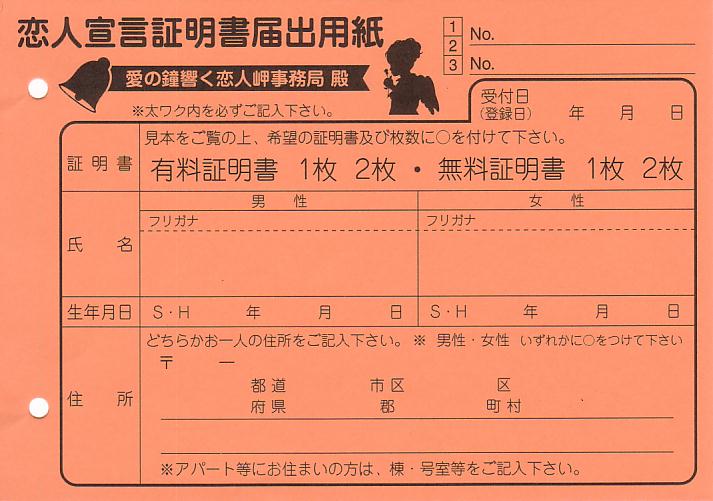 恋人宣言証明書届出用紙
1 No.
2
3 No.
愛の鐘響く恋人岬事務局 殿
※太ワク内を必ずご記入下さい。
受付日
(登録日) 年 月 日
証明書
見本をご覧の上、希望の証明書及び枚数に○を付けて下さい。
有料証明書 1枚 2枚 ・ 無料証明書 1枚 2枚
氏名
男性 女性
フリガナ フリガナ
生年月日 S・H 年 月 日 S・H 年 月 日
住所
どちらかお一人の住所をご記入下さい。 ※ 男性・女性 いずれかに○をつけて下さい
〒 ー
都道 市区 区
府県 郡 町村
※アパート等にお住まいの方は、棟・号室等をご記入下さい。